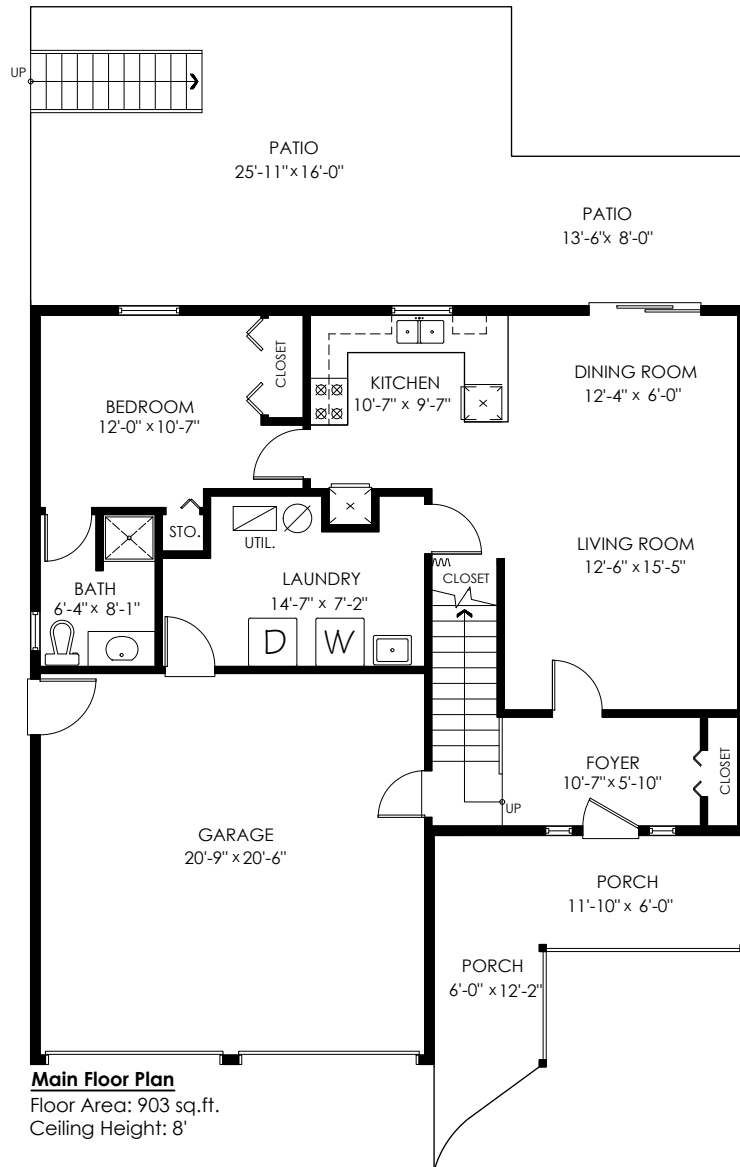 UP
PATIO
25'-11" x 16'-0"
PATIO
13'-6" x 8'-0"
CLOSET
KITCHEN
10'-7" x 9'-7"
DINING ROOM
12'-4" x 6'-0"
BEDROOM
12'-0" x 10'-7"
STO.
UTIL.
LIVING ROOM
12'-6" x 15'-5"
BATH
6'-4" x 8'-1"
LAUNDRY
14'-7" x 7'-2"
CLOSET
D
W
FOYER
10'-7" x 5'-10"
CLOSET
UP
GARAGE
20'-9" x 20'-6"
PORCH
11'-10" x 6'-0"
PORCH
6'-0" x 12'-2"
Main Floor Plan
Floor Area: 903 sq.ft.
Ceiling Height: 8'